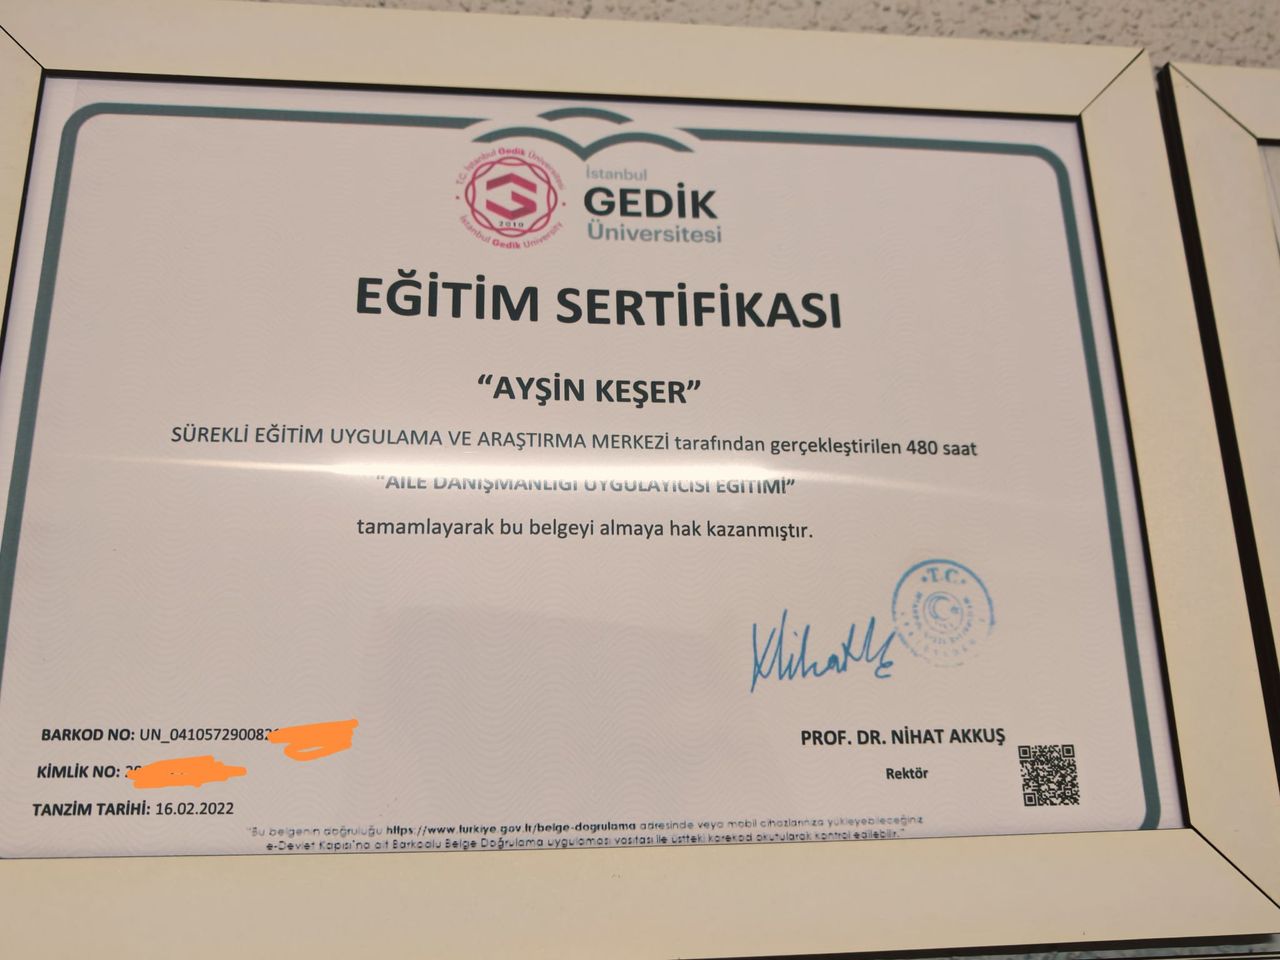 T.C. İstanbul Gedik Üniversitesi
2010
İstanbul Gedik University
İstanbul
GEDİK
Üniversitesi
EĞİTİM SERTİFİKASI
“AYŞİN KEŞER”
SÜREKLİ EĞİTİM UYGULAMA VE ARAŞTIRMA MERKEZİ tarafından gerçekleştirilen 480 saat
“AİLE DANIŞMANLIĞI UYGULAYICISI EĞİTİMİ”
tamamlayarak bu belgeyi almaya hak kazanmıştır.
T.C.
BARKOD NO: UN_041057290082
PROF. DR. NİHAT AKKUŞ
KİMLİK NO:
Rektör
TANZİM TARİHİ: 16.02.2022
"Bu belgenin doğruluğu https://www.turkiye.gov.tr/belge-dogrulama adresinde veya mobil cihazlarınıza yükleyebileceğiniz
e-Devlet Kapısı'na ait Barkodlu Belge Doğrulama uygulaması vasıtası ile üstteki karekod okutularak kontrol edilebilir."